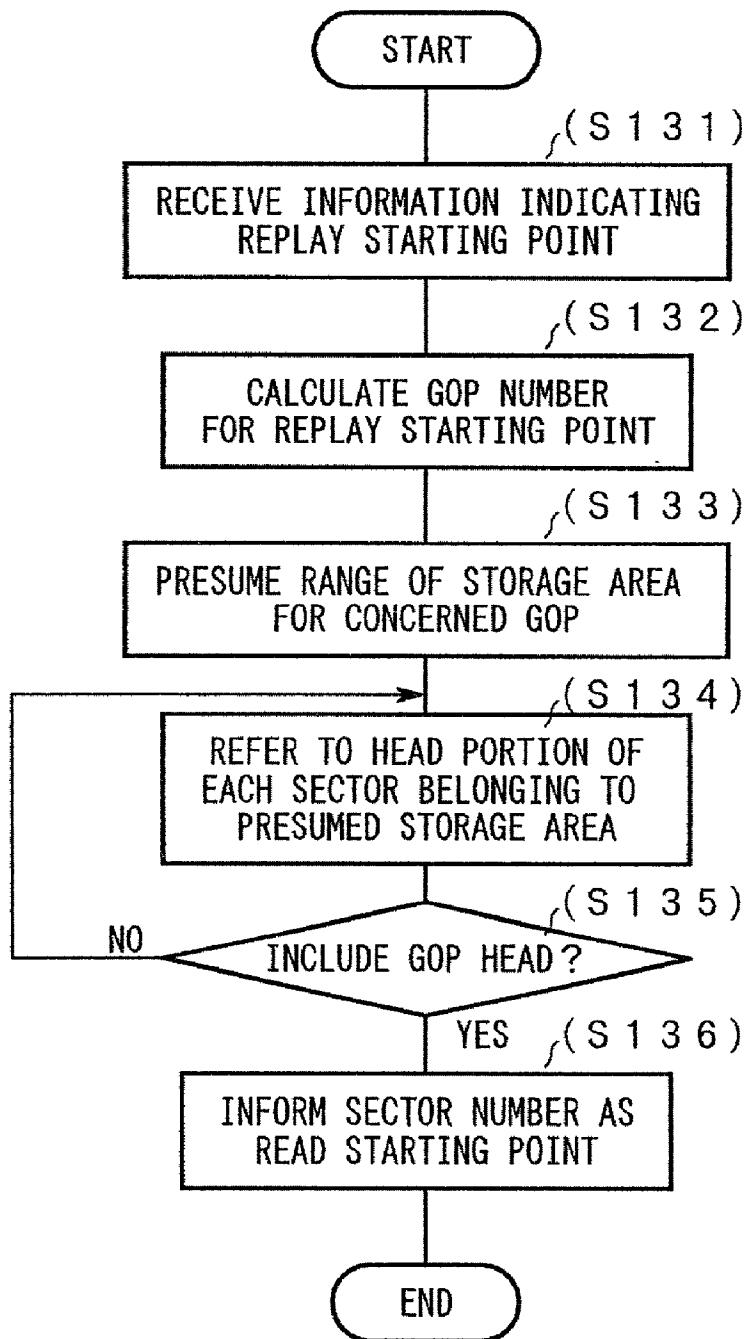 START
(S131)
RECEIVE INFORMATION INDICATING
REPLAY STARTING POINT
(S132)
CALCULATE GOP NUMBER
FOR REPLAY STARTING POINT
(S133)
PRESUME RANGE OF STORAGE AREA
FOR CONCERNED GOP
(S134)
REFER TO HEAD PORTION OF
EACH SECTOR BELONGING TO
PRESUMED STORAGE AREA
(S135)
NO
INCLUDE GOP HEAD?
YES
(S136)
INFORM SECTOR NUMBER AS
READ STARTING POINT
END